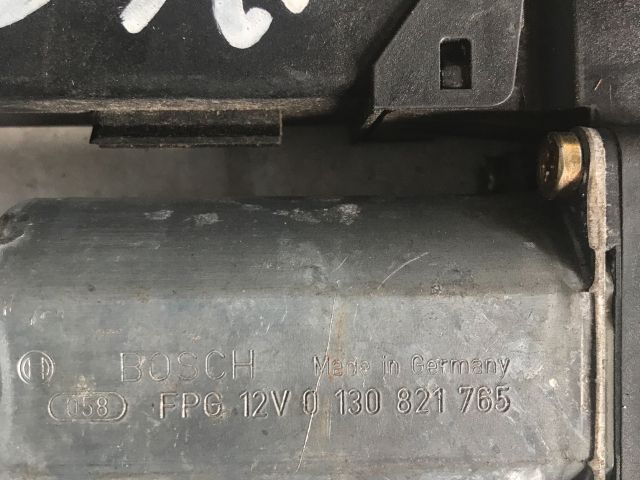 BOSCH Made in Germany
058 FPG 12V 0 130 821 765